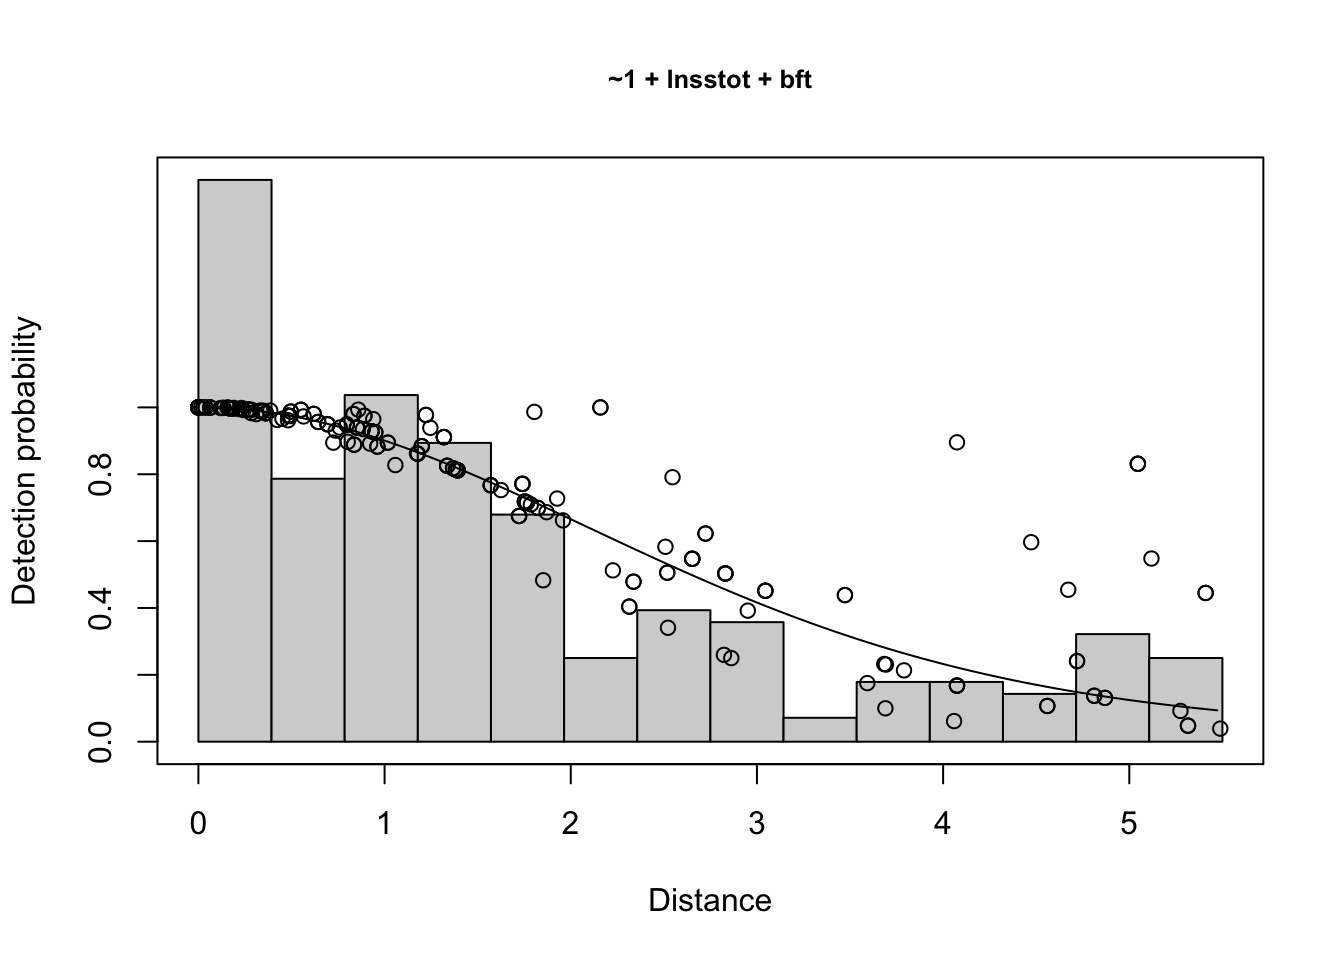 ~1 + lnsstot + bft
Detection probability
0.8
0.4
0.0
0 1 2 3 4 5
Distance